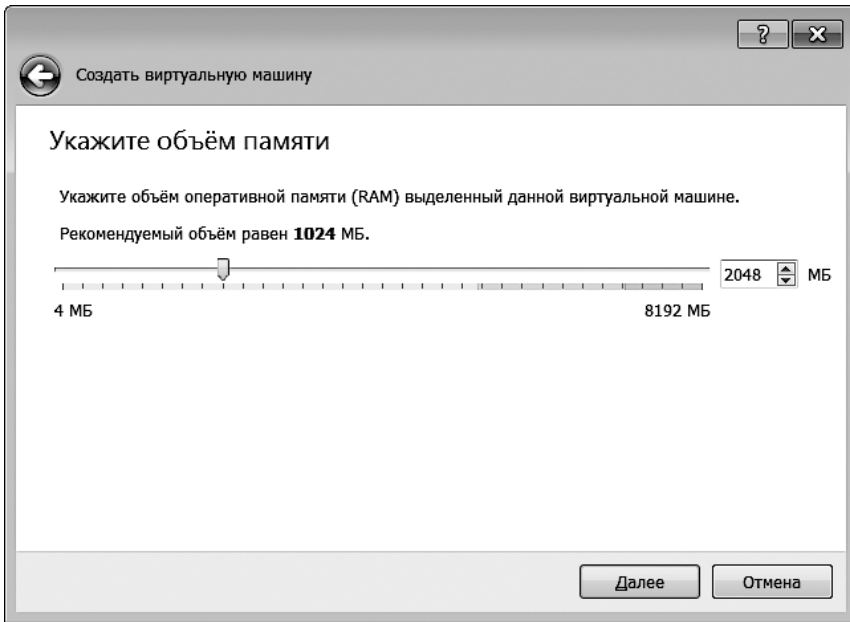 Создать виртуальную машину
Укажите объём памяти
Укажите объём оперативной памяти (RAM) выделенный данной виртуальной машине.
Рекомендуемый объём равен 1024 МБ.
2048 МБ
4 МБ 8192 МБ
Далее Отмена